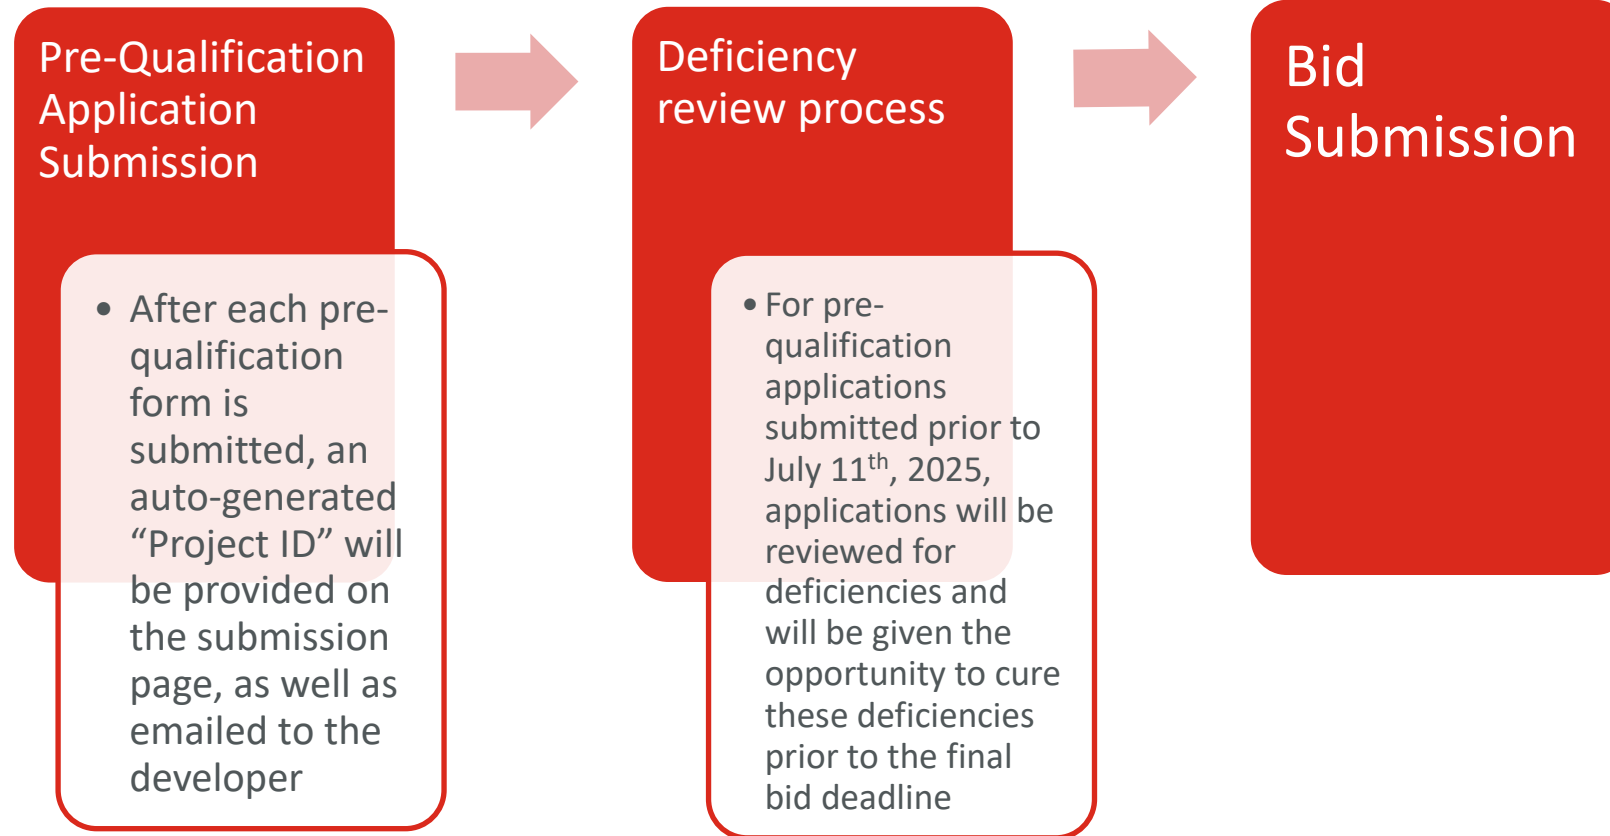 Pre-Qualification
Application
Submission
• After each pre-
qualification
form is
submitted, an
auto-generated
“Project ID” will
be provided on
the submission
page, as well as
emailed to the
developer
Deficiency
review process
• For pre-
qualification
applications
submitted prior to
July 11th, 2025,
applications will be
reviewed for
deficiencies and
will be given the
opportunity to cure
these deficiencies
prior to the final
bid deadline
Bid
Submission